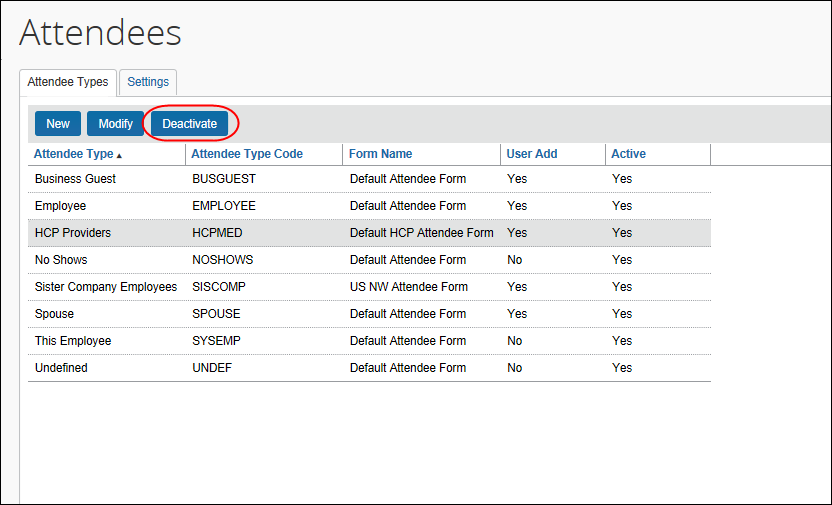 Attendees
Attendee Types Settings
New Modify Deactivate
Attendee Type Attendee Type Code Form Name User Add Active
Business Guest BUSGUEST Default Attendee Form Yes Yes
Employee EMPLOYEE Default Attendee Form Yes Yes
HCP Providers HCPMED Default HCP Attendee Form Yes Yes
No Shows NOSHOWS Default Attendee Form No Yes
Sister Company Employees SISCOMP US NW Attendee Form Yes Yes
Spouse SPOUSE Default Attendee Form Yes Yes
This Employee SYSEMP Default Attendee Form No Yes
Undefined UNDEF Default Attendee Form No Yes